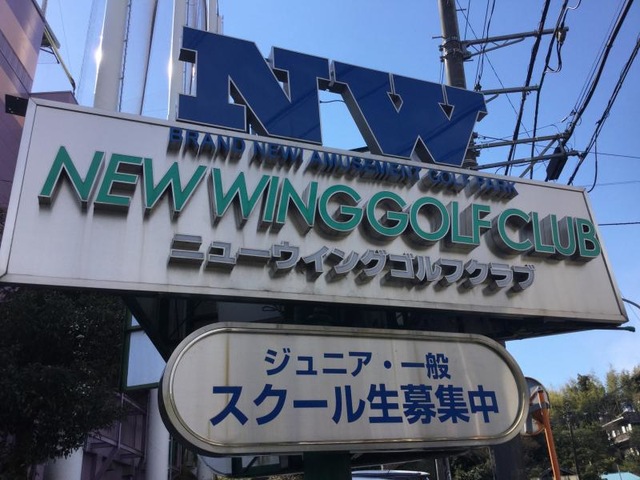 NW
BRAND NEW! AMUSEMENT GOLF PARK
NEW WING GOLF CLUB
ニューウイングゴルフクラブ
ジュニア・一般
スクール生募集中